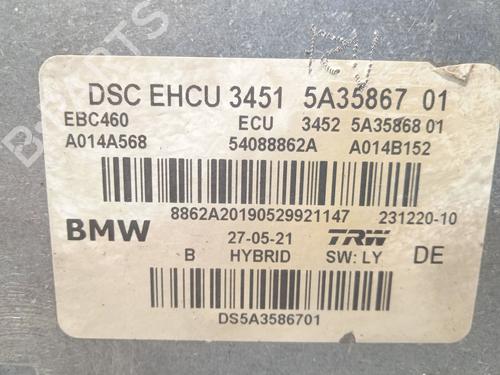 DSC EHCU 3451 5A35867 01
EBC460 ECU 3452 5A35868 01
A014A568 54088862A A014B152
8862A20190529921147 231220-10
BMW 27-05-21 TRW DE
B HYBRID SW: LY
DS5A3586701